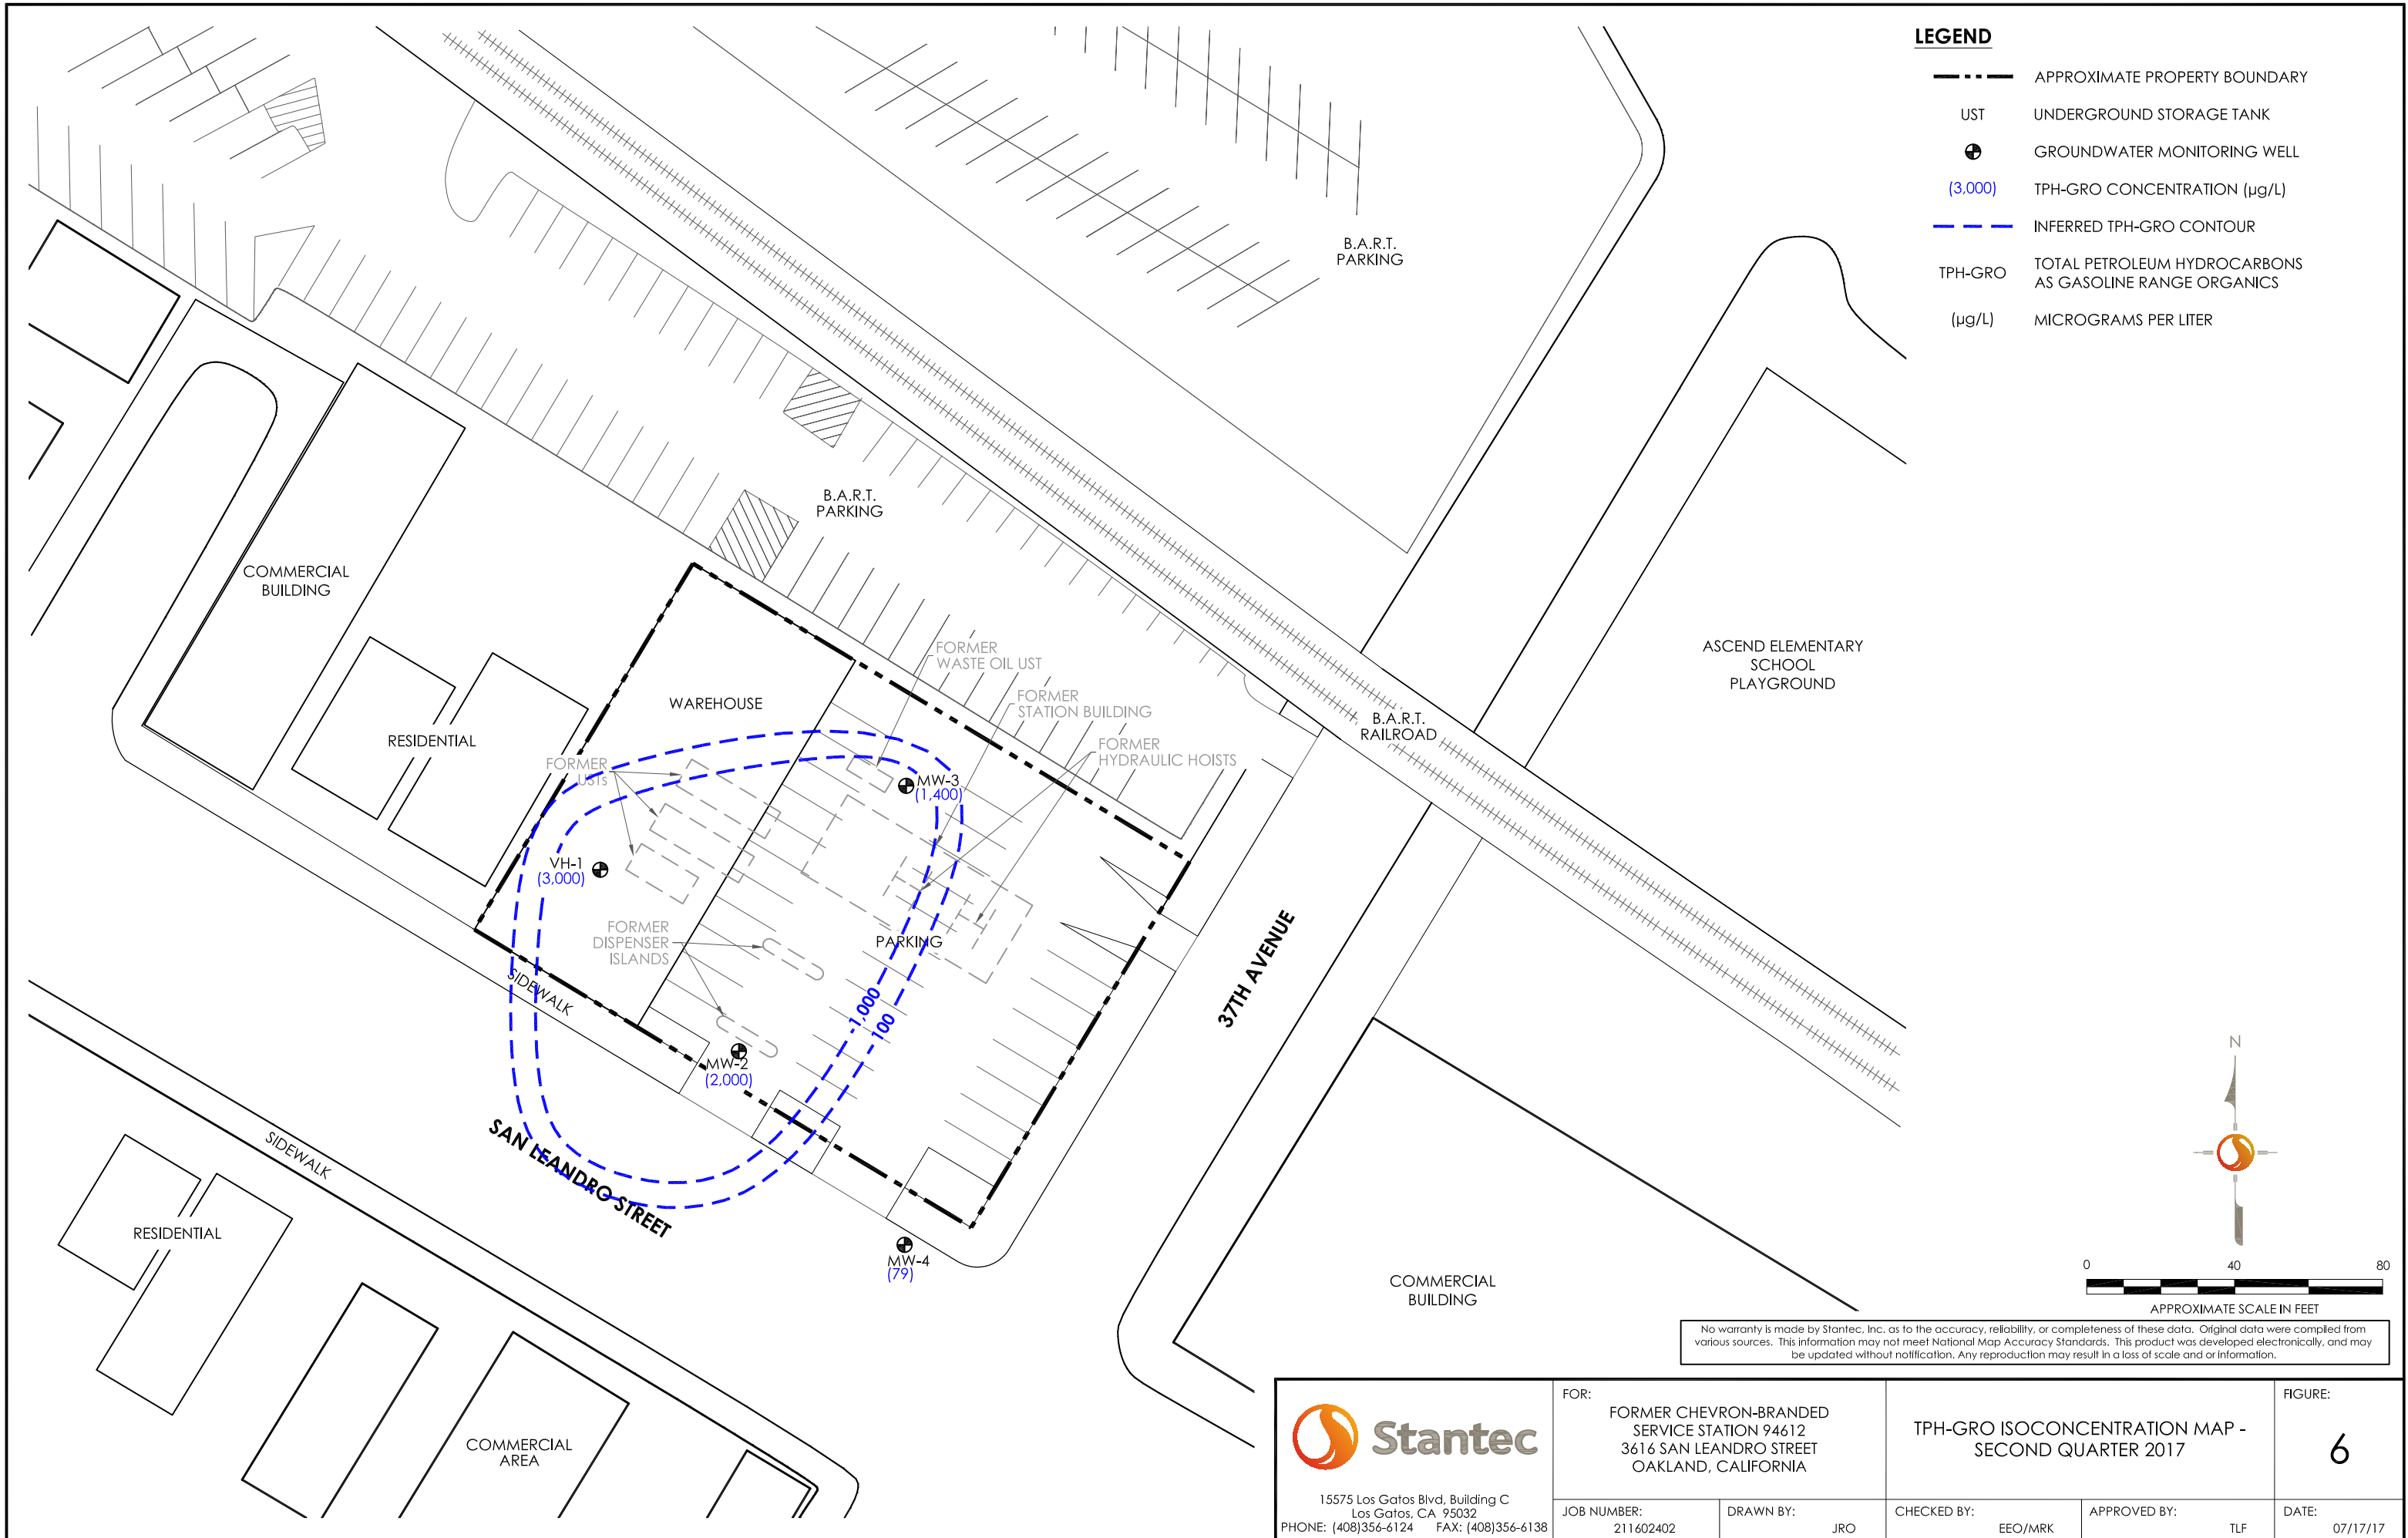 LEGEND
APPROXIMATE PROPERTY BOUNDARY
UST UNDERGROUND STORAGE TANK
GROUNDWATER MONITORING WELL
(3,000) TPH-GRO CONCENTRATION (µg/L)
INFERRED TPH-GRO CONTOUR
TPH-GRO TOTAL PETROLEUM HYDROCARBONS
AS GASOLINE RANGE ORGANICS
(µg/L) MICROGRAMS PER LITER
B.A.R.T.
PARKING
B.A.R.T.
PARKING
COMMERCIAL
BUILDING
RESIDENTIAL
WAREHOUSE
FORMER
WASTE OIL UST
FORMER
STATION BUILDING
FORMER
HYDRAULIC HOISTS
B.A.R.T.
RAILROAD
ASCEND ELEMENTARY
SCHOOL
PLAYGROUND
FORMER
USTs
MW-3
(1,400)
VH-1
(3,000)
FORMER
DISPENSER
ISLANDS
PARKING
SIDEWALK
1,000
100
37TH AVENUE
MW-2
(2,000)
SAN LEANDRO STREET
SIDEWALK
RESIDENTIAL
MW-4
(79)
COMMERCIAL
BUILDING
COMMERCIAL
AREA
N
0 40 80
APPROXIMATE SCALE IN FEET
No warranty is made by Stantec, Inc. as to the accuracy, reliability, or completeness of these data. Original data were compiled from
various sources. This information may not meet National Map Accuracy Standards. This product was developed electronically, and may
be updated without notification. Any reproduction may result in a loss of scale and or information.
Stantec
15575 Los Gatos Blvd, Building C
Los Gatos, CA 95032
PHONE: (408)356-6124 FAX: (408)356-6138
FOR:
FORMER CHEVRON-BRANDED
SERVICE STATION 94612
3616 SAN LEANDRO STREET
OAKLAND, CALIFORNIA
TPH-GRO ISOCONCENTRATION MAP -
SECOND QUARTER 2017
FIGURE:
6
JOB NUMBER:
211602402
DRAWN BY:
JRO
CHECKED BY:
EEO/MRK
APPROVED BY:
TLF
DATE:
07/17/17